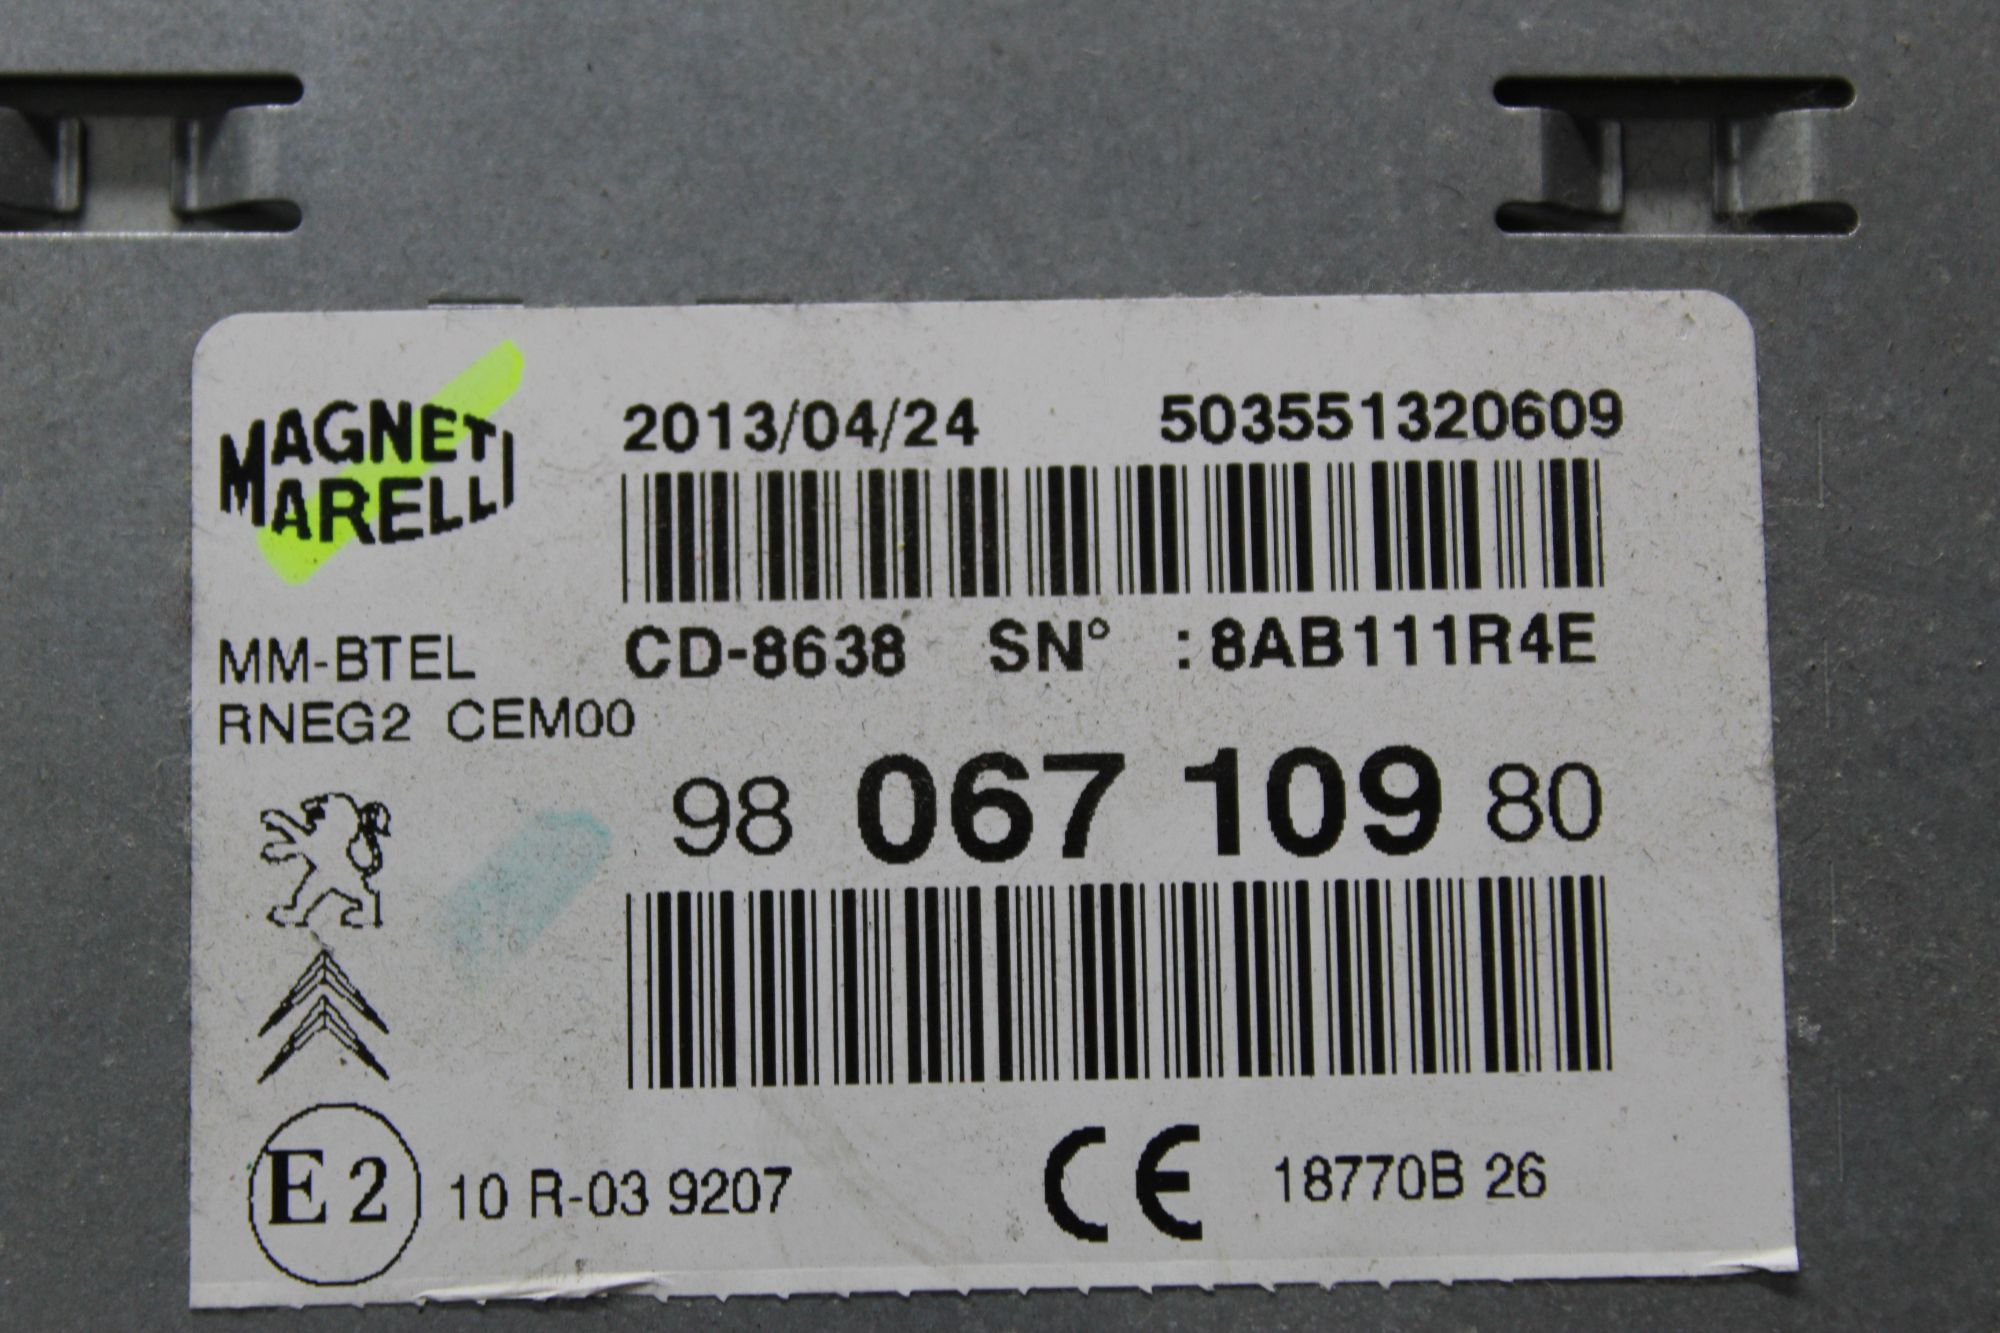 MAGNETI
MARELLI
2013/04/24 503551320609
CD-8638 SN° : 8AB111R4E
MM-BTEL
RNEG2 CEM00
98 067 109 80
E2 10 R-03 9207 CE 18770B 26